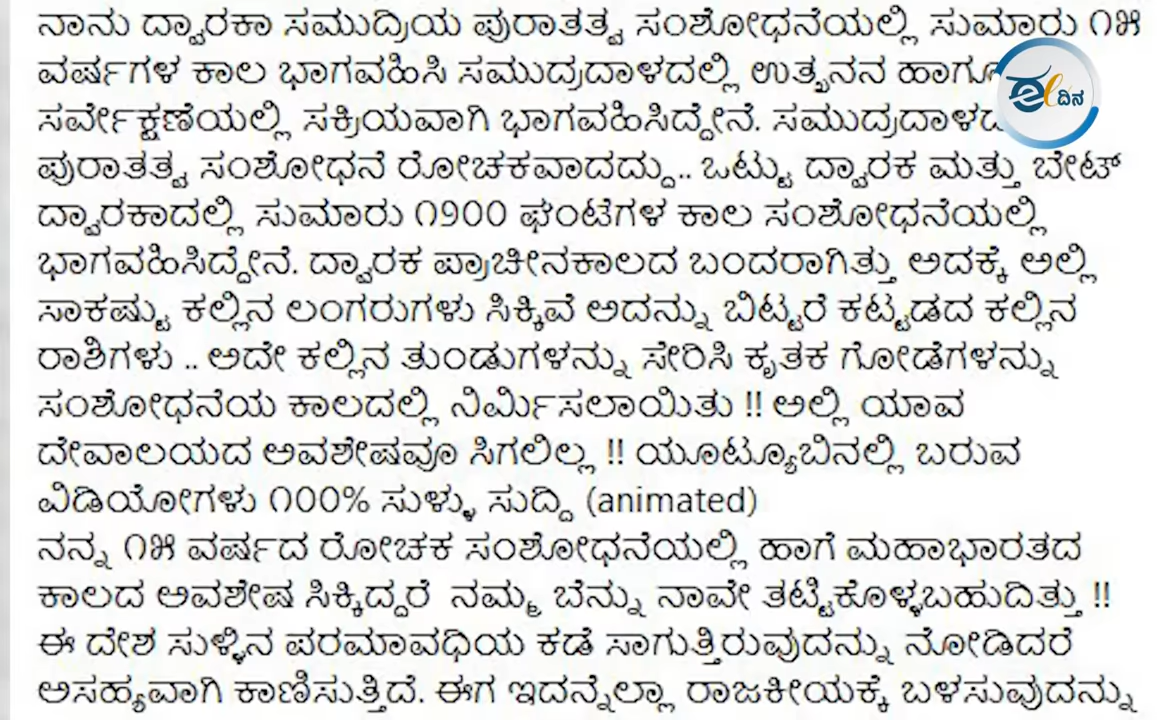 ನಾನು ದ್ವಾರಕಾ ಸಮುದ್ರಿಯ ಪುರಾತತ್ವ ಸಂಶೋಧನೆಯಲ್ಲಿ ಸುಮಾರು ೧೫
ವರ್ಷಗಳ ಕಾಲ ಭಾಗವಹಿಸಿ ಸಮುದ್ರದಾಳದಲ್ಲಿ ಉತ್ಖನನ ಹಾಗೂ
ಸರ್ವೇಕ್ಷಣೆಯಲ್ಲಿ ಸಕ್ರಿಯವಾಗಿ ಭಾಗವಹಿಸಿದ್ದೇನೆ. ಸಮುದ್ರದಾಳದ
el ದಿನ
ಪುರಾತತ್ವ ಸಂಶೋಧನೆ ರೋಚಕವಾದದ್ದು.. ಒಟ್ಟು ದ್ವಾರಕ ಮತ್ತು ಬೇಟ್
ದ್ವಾರಕಾದಲ್ಲಿ ಸುಮಾರು ೧900 ಘಂಟೆಗಳ ಕಾಲ ಸಂಶೋಧನೆಯಲ್ಲಿ
ಭಾಗವಹಿಸಿದ್ದೇನೆ. ದ್ವಾರಕ ಪ್ರಾಚೀನಕಾಲದ ಬಂದರಾಗಿತ್ತು ಅದಕ್ಕೆ ಅಲ್ಲಿ
ಸಾಕಷ್ಟು ಕಲ್ಲಿನ ಲಂಗರುಗಳು ಸಿಕ್ಕಿವೆ ಅದನ್ನು ಬಿಟ್ಟರೆ ಕಟ್ಟಡದ ಕಲ್ಲಿನ
ರಾಶಿಗಳು .. ಅದೇ ಕಲ್ಲಿನ ತುಂಡುಗಳನ್ನು ಸೇರಿಸಿ ಕೃತಕ ಗೋಡೆಗಳನ್ನು
ಸಂಶೋಧನೆಯ ಕಾಲದಲ್ಲಿ ನಿರ್ಮಿಸಲಾಯಿತು !! ಅಲ್ಲಿ ಯಾವ
ದೇವಾಲಯದ ಅವಶೇಷವೂ ಸಿಗಲಿಲ್ಲ !! ಯೂಟ್ಯೂಬಿನಲ್ಲಿ ಬರುವ
ವಿಡಿಯೋಗಳು ೧00% ಸುಳ್ಳು ಸುದ್ದಿ (animated)
ನನ್ನ ೧೫ ವರ್ಷದ ರೋಚಕ ಸಂಶೋಧನೆಯಲ್ಲಿ ಹಾಗೆ ಮಹಾಭಾರತದ
ಕಾಲದ ಅವಶೇಷ ಸಿಕ್ಕಿದ್ದರೆ ನಮ್ಮ ಬೆನ್ನು ನಾವೇ ತಟ್ಟಿಕೊಳ್ಳಬಹುದಿತ್ತು !!
ಈ ದೇಶ ಸುಳ್ಳಿನ ಪರಮಾವಧಿಯ ಕಡೆ ಸಾಗುತ್ತಿರುವುದನ್ನು ನೋಡಿದರೆ
ಅಸಹ್ಯವಾಗಿ ಕಾಣಿಸುತ್ತಿದೆ. ಈಗ ಇದನ್ನೆಲ್ಲಾ ರಾಜಕೀಯಕ್ಕೆ ಬಳಸುವುದನ್ನು